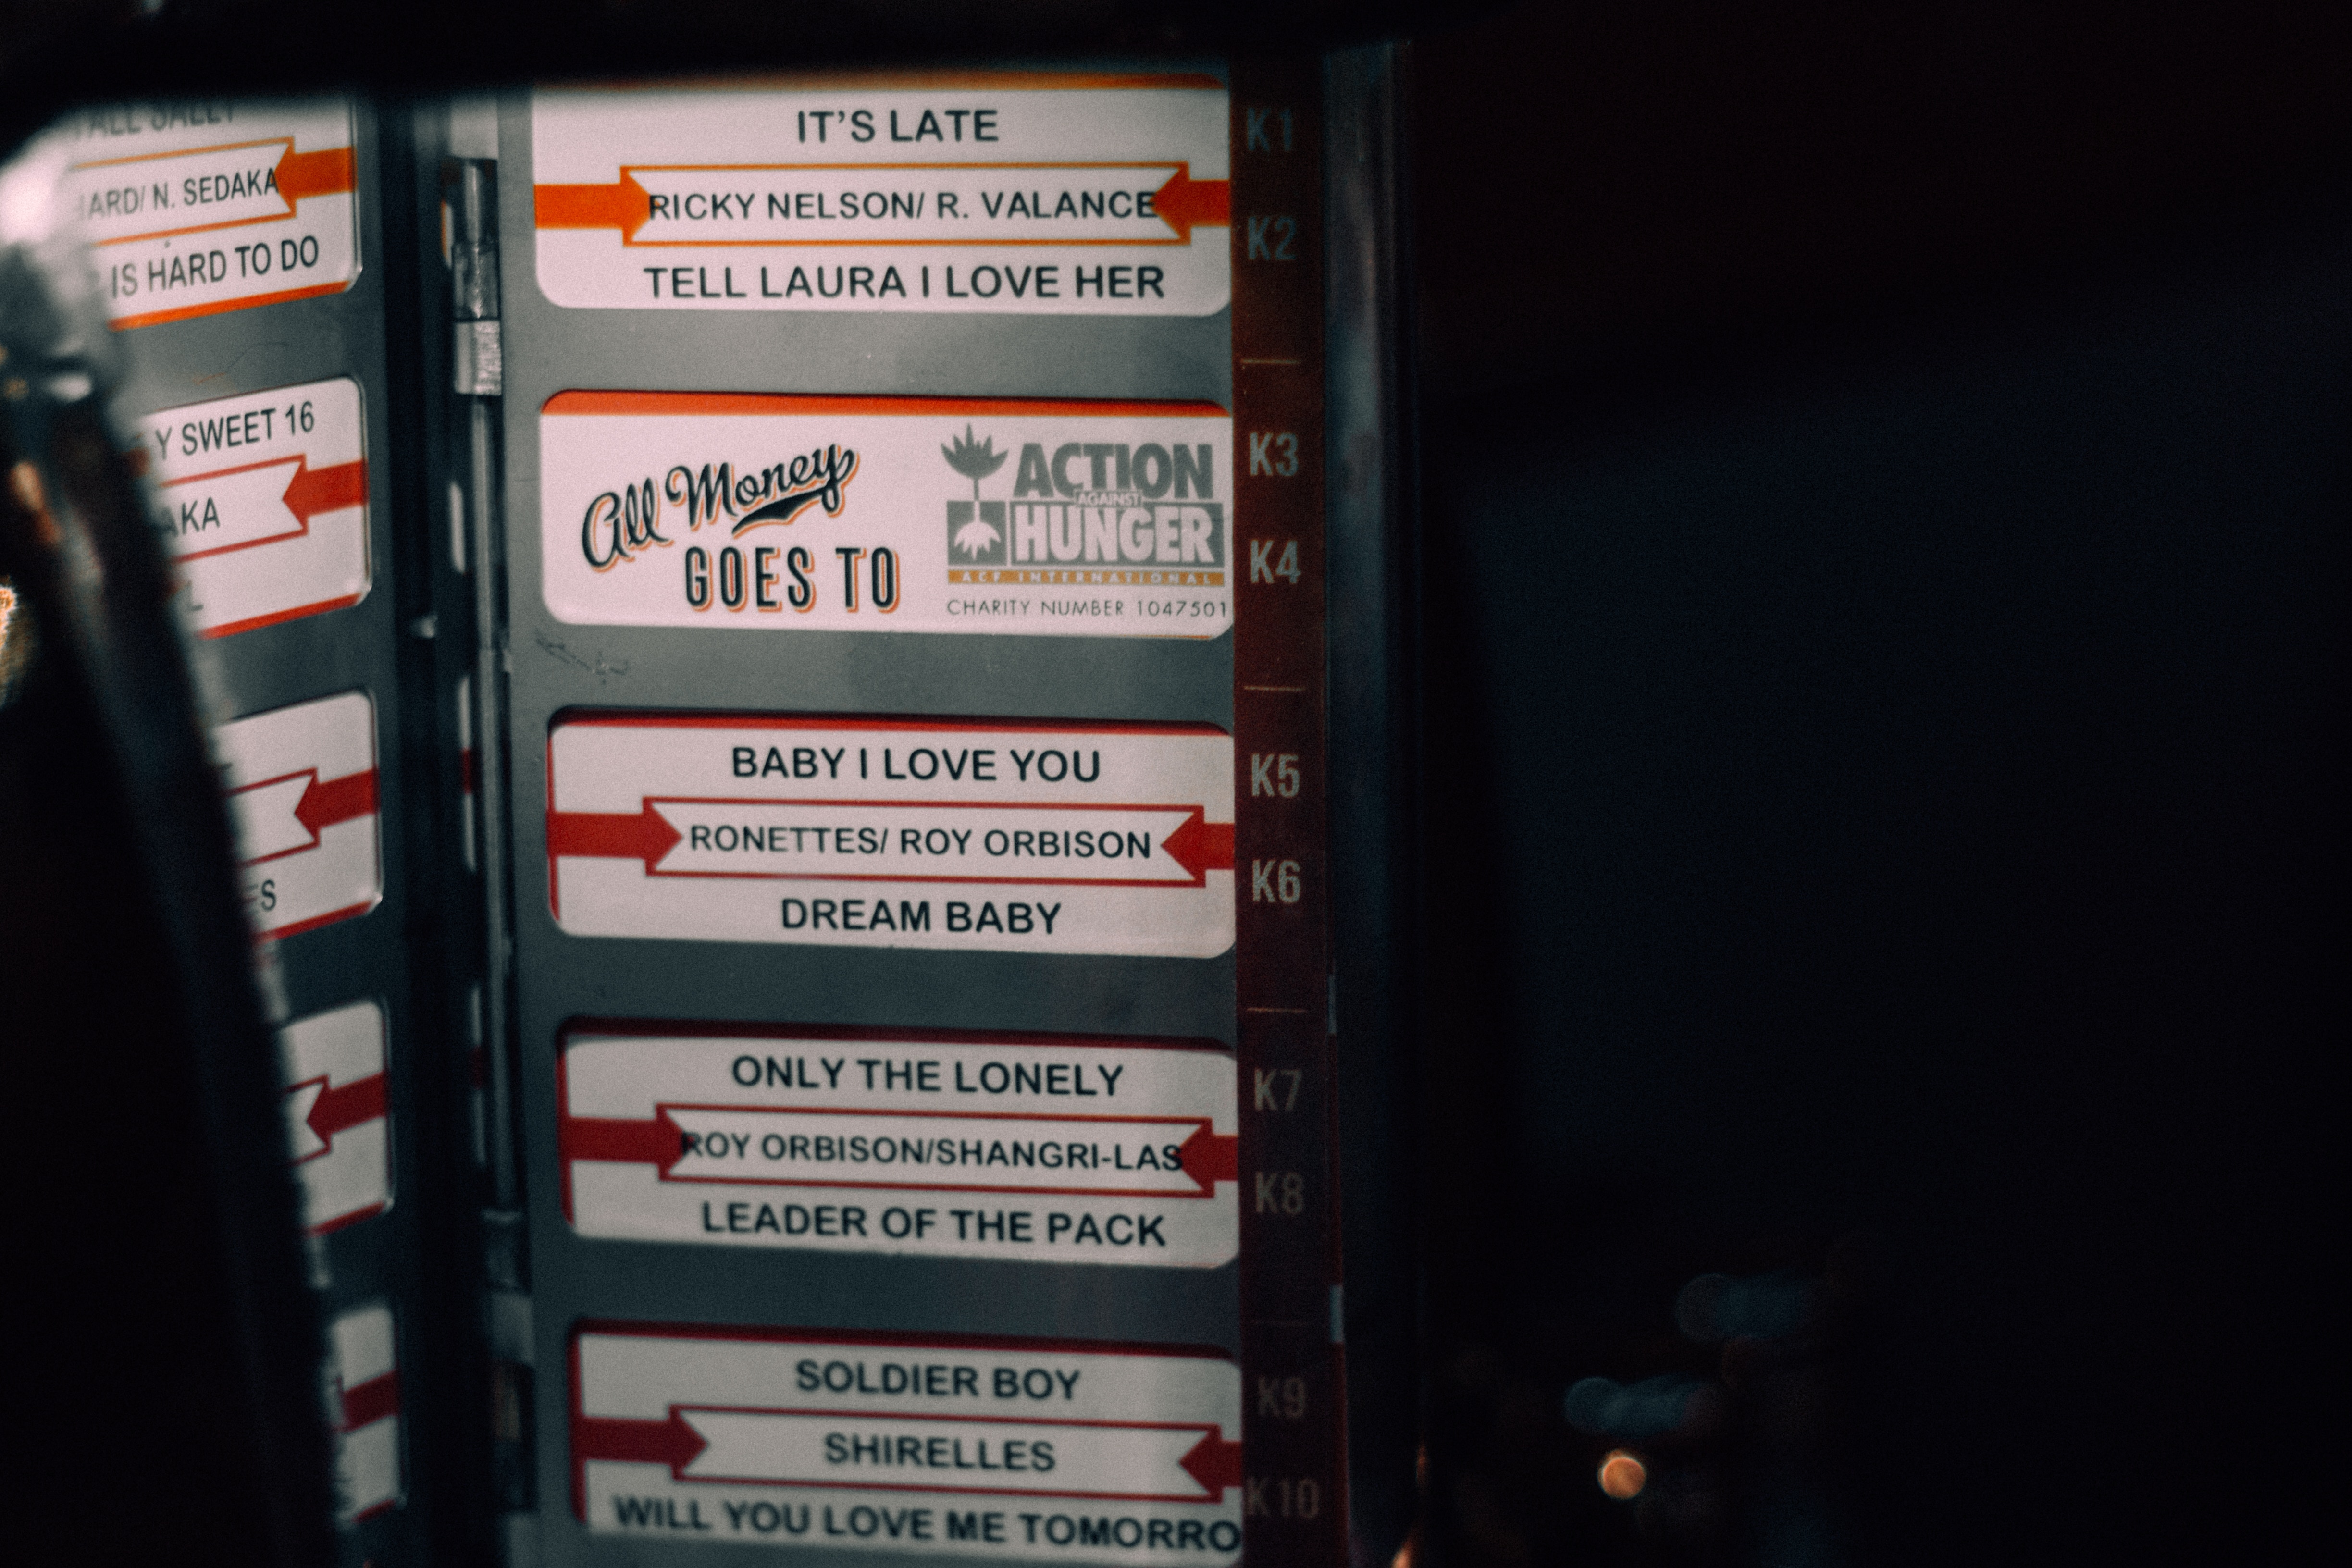 N. SEDAKA
IS HARD TO DO
SWEET 16
IT'S LATE
RICKY NELSON/ R. VALANCE
TELL LAURA I LOVE HER
K1
K2
All Money
GOES TO
ACTION
AGAINST
HUNGER
ACF INTERNATIONAL
CHARITY NUMBER 1047501
K3
K4
BABY I LOVE YOU
RONETTES/ ROY ORBISON
DREAM BABY
K5
K6
ONLY THE LONELY
ROY ORBISON/SHANGRI-LAS
LEADER OF THE PACK
K7
K8
SOLDIER BOY
SHIRELLES
WILL YOU LOVE ME TOMORRO
K9
K10